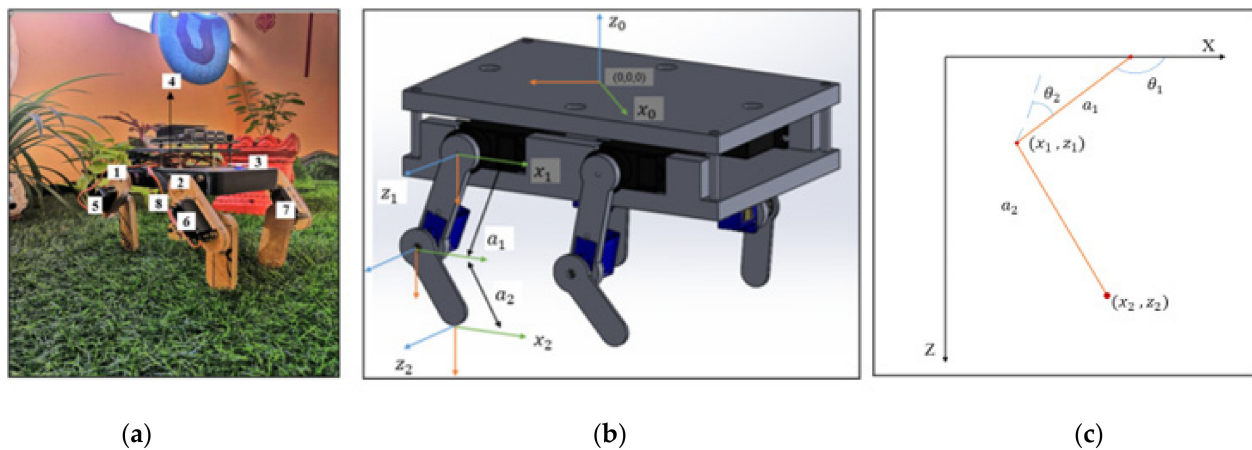 4
1
2
3
5
8
6
7
z₀
(0,0,0)
x₀
x₁
z₁
a₁
a₂
x₂
z₂
X
θ₂
a₁
θ₁
(x₁ , z₁)
a₂
(x₂ , z₂)
Z
(a)
(b)
(c)